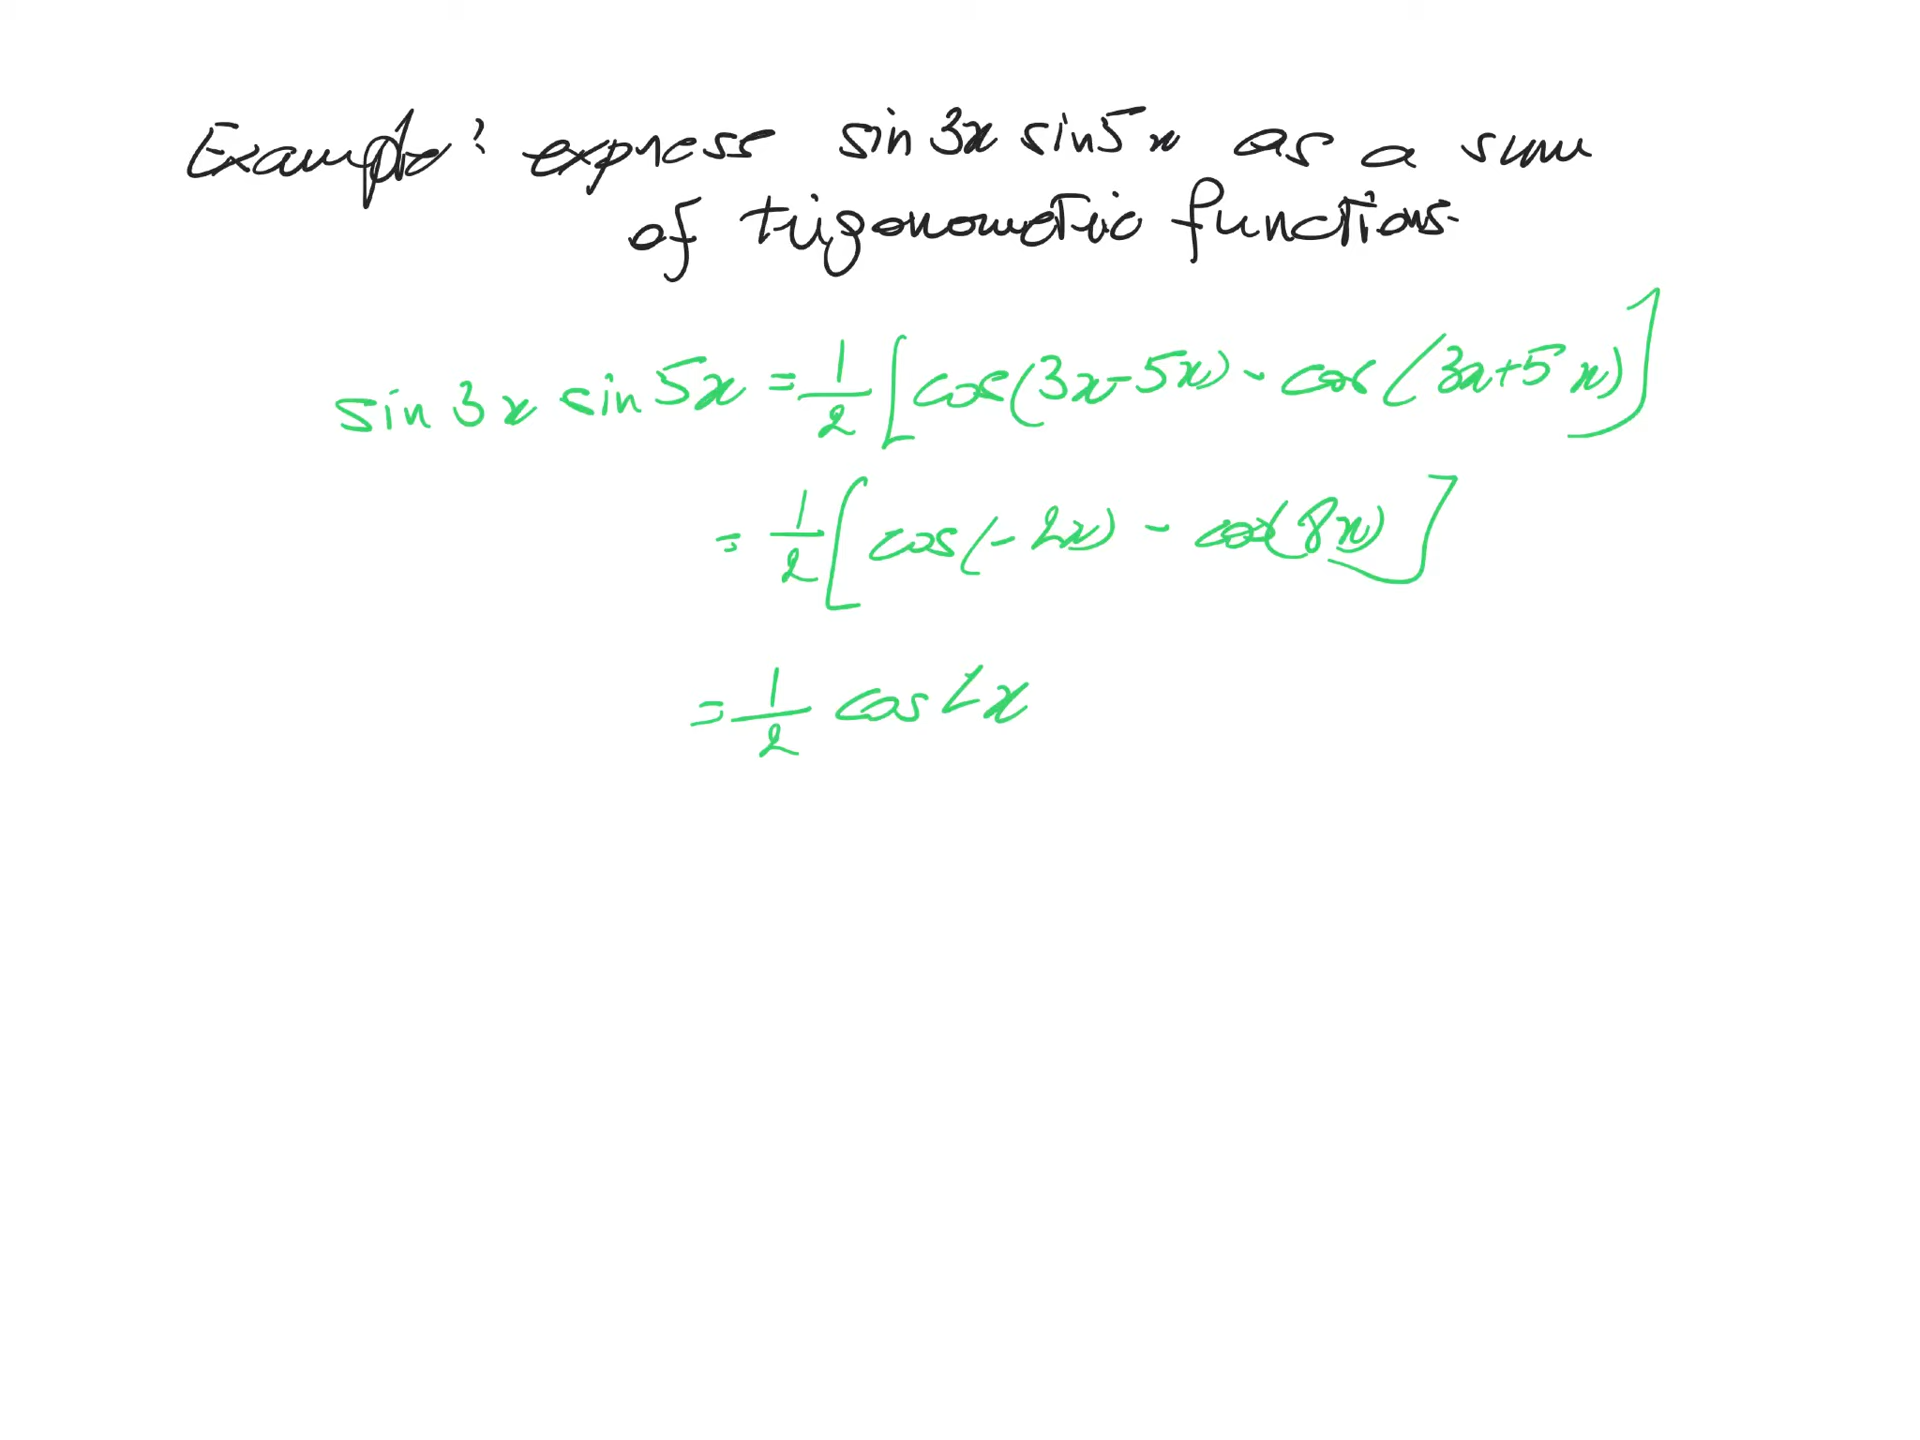 Example: express sin 3x sin 5x as a sum
of trigonometric functions.
sin 3x sin 5x = 1/2 [cos(3x-5x) - cos(3x+5x)]
= 1/2 [cos(-2x) - cos(8x)]
= 1/2 cos 2x